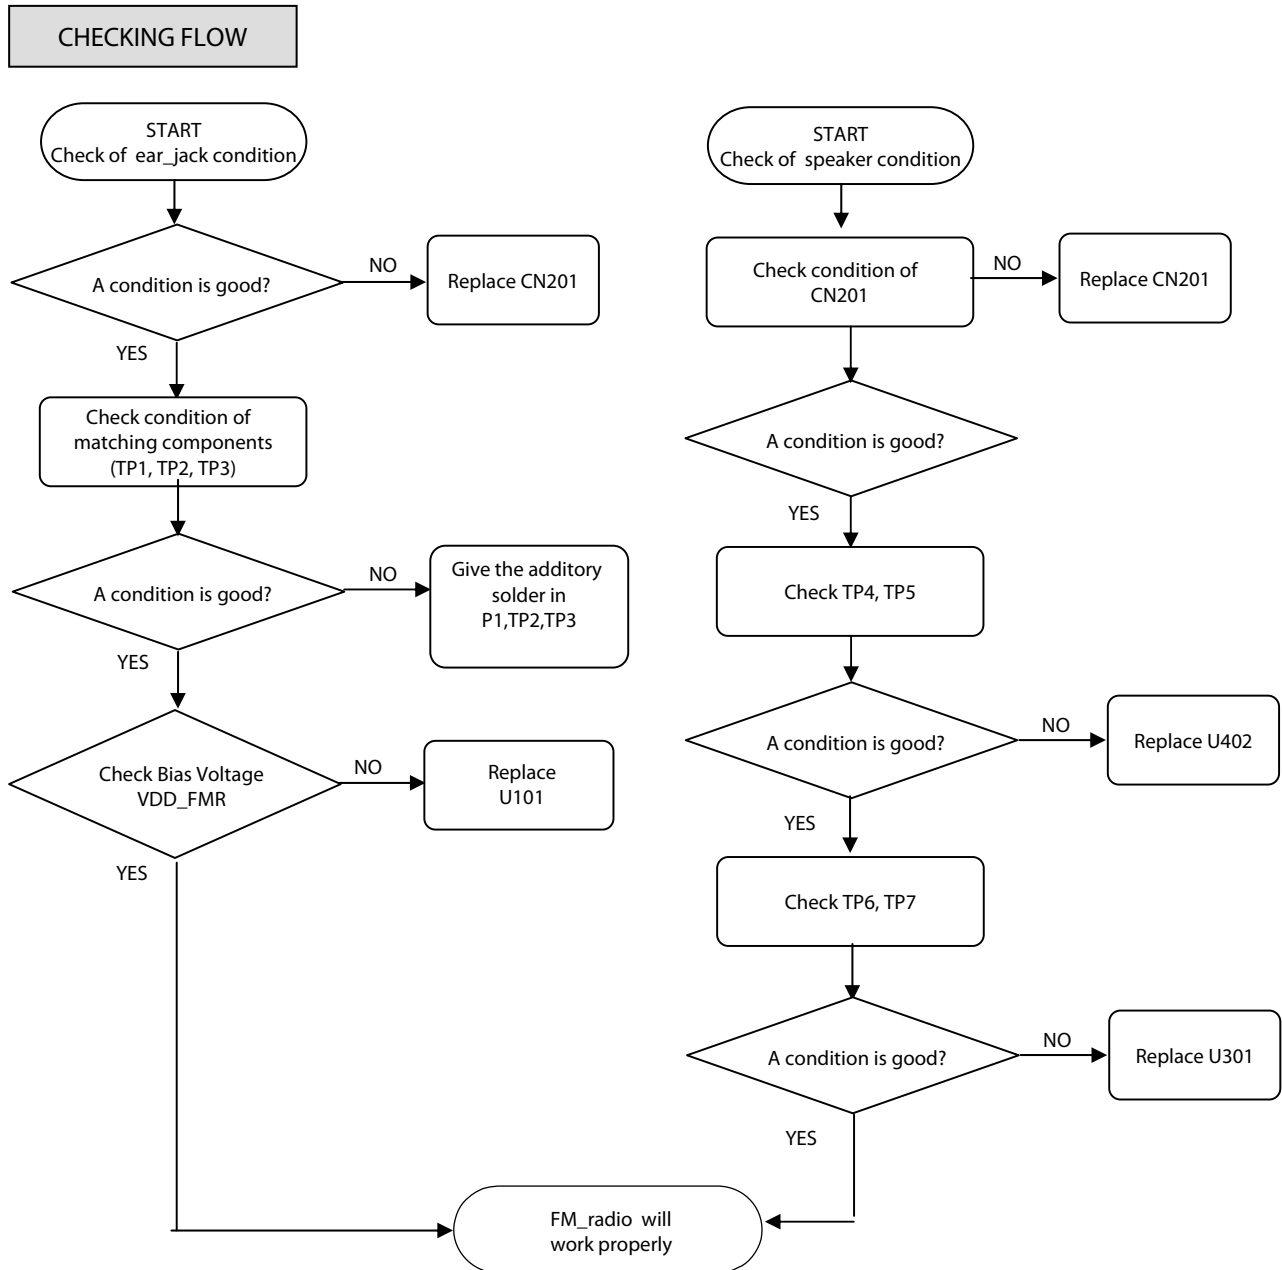 CHECKING FLOW
START
Check of ear_jack condition
A condition is good?
NO
Replace CN201
YES
Check condition of
matching components
(TP1, TP2, TP3)
A condition is good?
NO
Give the additory
solder in
P1,TP2,TP3
YES
Check Bias Voltage
VDD_FMR
NO
Replace
U101
YES
START
Check of speaker condition
Check condition of
CN201
NO
Replace CN201
A condition is good?
YES
Check TP4, TP5
A condition is good?
NO
Replace U402
YES
Check TP6, TP7
A condition is good?
NO
Replace U301
YES
FM_radio will
work properly